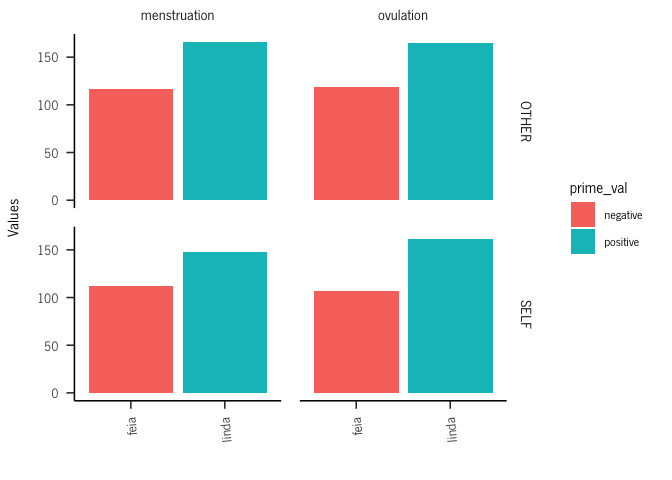 menstruation
ovulation
150
100
50
0
OTHER
Values
150
100
50
0
SELF
feia
linda
feia
linda
prime_val
negative
positive